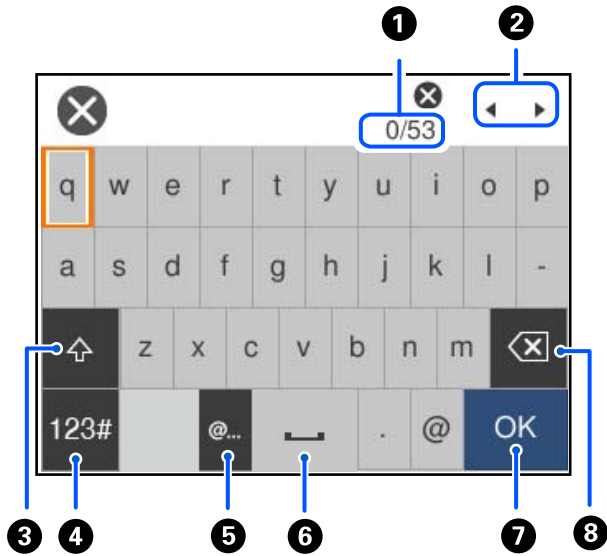 1 2
0/53
q w e r t y u i o p
a s d f g h j k l -
z x c v b n m
123# @... . @ OK
3 4 5 6 7 8